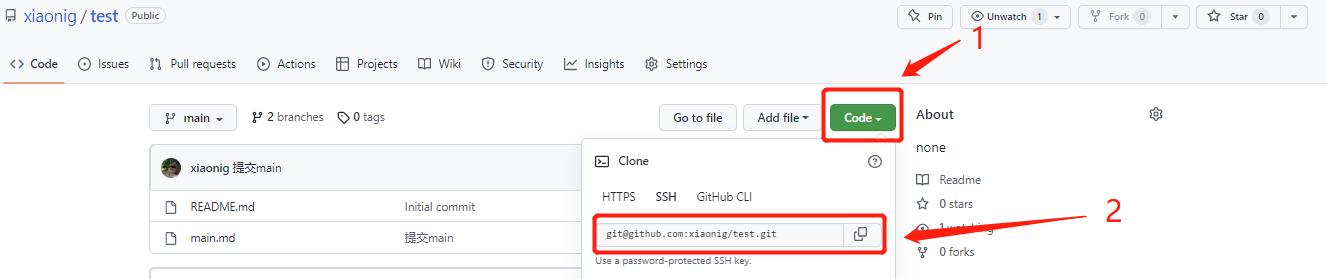 xiaonig / test Public Pin Unwatch 1 Fork 0 Star 0
1
Code Issues Pull requests Actions Projects Wiki Security Insights Settings
main 2 branches 0 tags Go to file Add file Code About
xiaonig 提交main Clone none
HTTPS SSH GitHub CLI Readme
README.md Initial commit 0 stars
2
main.md 提交main git@github.com:xiaonig/test.git 1 watching
0 forks
Use a password-protected SSH key.